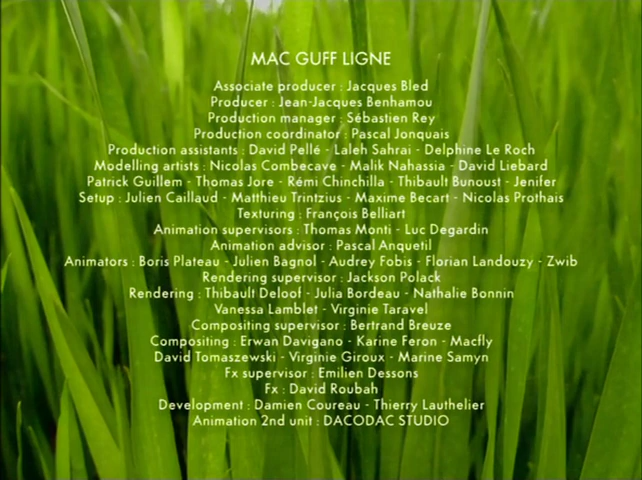 MAC GUFF LIGNE
Associate producer : Jacques Bled
Producer : Jean-Jacques Benhamou
Production manager : Sébastien Rey
Production coordinator : Pascal Jonquais
Production assistants : David Pellé - Laleh Sahrai - Delphine Le Roch
Modelling artists : Nicolas Combecave - Malik Nahassia - David Liebard
Patrick Guillem - Thomas Jore - Rémi Chinchilla - Thibault Bunoust - Jenifer
Setup : Julien Caillaud - Matthieu Trintzius - Maxime Becart - Nicolas Prothais
Texturing : François Belliart
Animation supervisors : Thomas Monti - Luc Degardin
Animation advisor : Pascal Anquetil
Animators : Boris Plateau - Julien Bagnol - Audrey Fobis - Florian Landouzy - Zwib
Rendering supervisor : Jackson Polack
Rendering : Thibault Deloof - Julia Bordeau - Nathalie Bonnin
Vanessa Lamblet - Virginie Taravel
Compositing supervisor : Bertrand Breuze
Compositing : Erwan Davigano - Karine Feron - Macfly
David Tomaszewski - Virginie Giroux - Marine Samyn
Fx supervisor : Emilien Dessons
Fx : David Roubah
Development : Damien Coureau - Thierry Lauthelier
Animation 2nd unit : DACODAC STUDIO